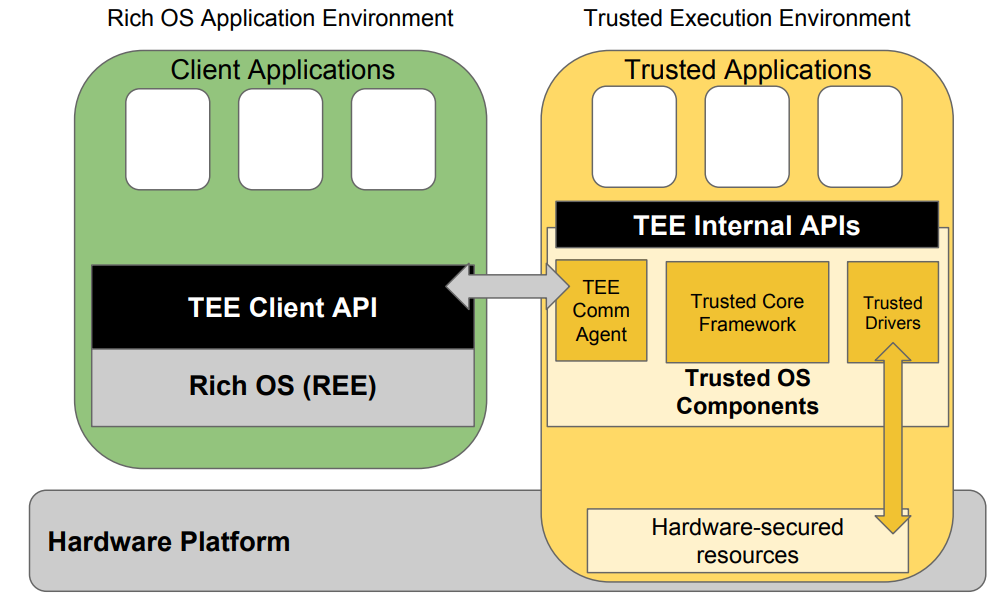 Rich OS Application Environment
Trusted Execution Environment
Client Applications
Trusted Applications
TEE Internal APIs
TEE Client API
TEE
Comm
Agent
Trusted Core
Framework
Trusted
Drivers
Rich OS (REE)
Trusted OS
Components
Hardware Platform
Hardware-secured
resources